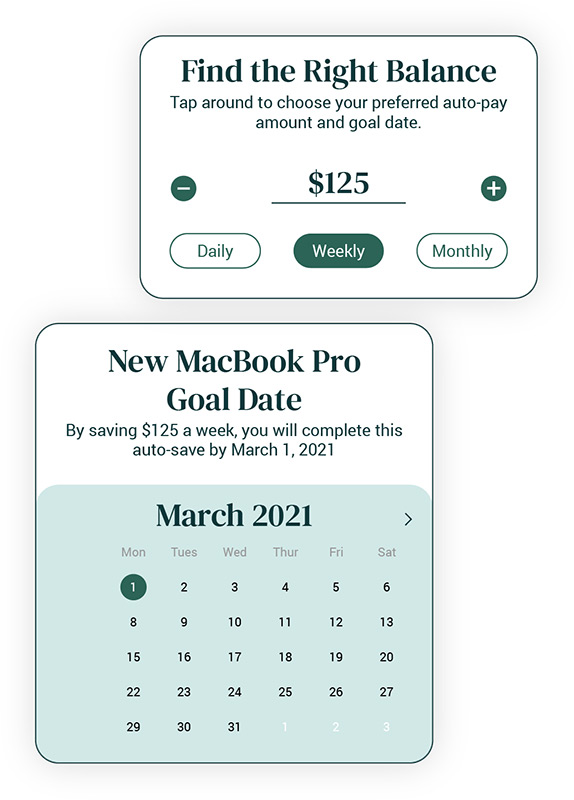 Find the Right Balance
Tap around to choose your preferred auto-pay
amount and goal date.
$125
Daily Weekly Monthly
New MacBook Pro
Goal Date
By saving $125 a week, you will complete this
auto-save by March 1, 2021
March 2021
Mon Tues Wed Thur Fri Sat
1 2 3 4 5 6
8 9 10 11 12 13
15 16 17 18 19 20
22 23 24 25 26 27
29 30 31 1 2 3